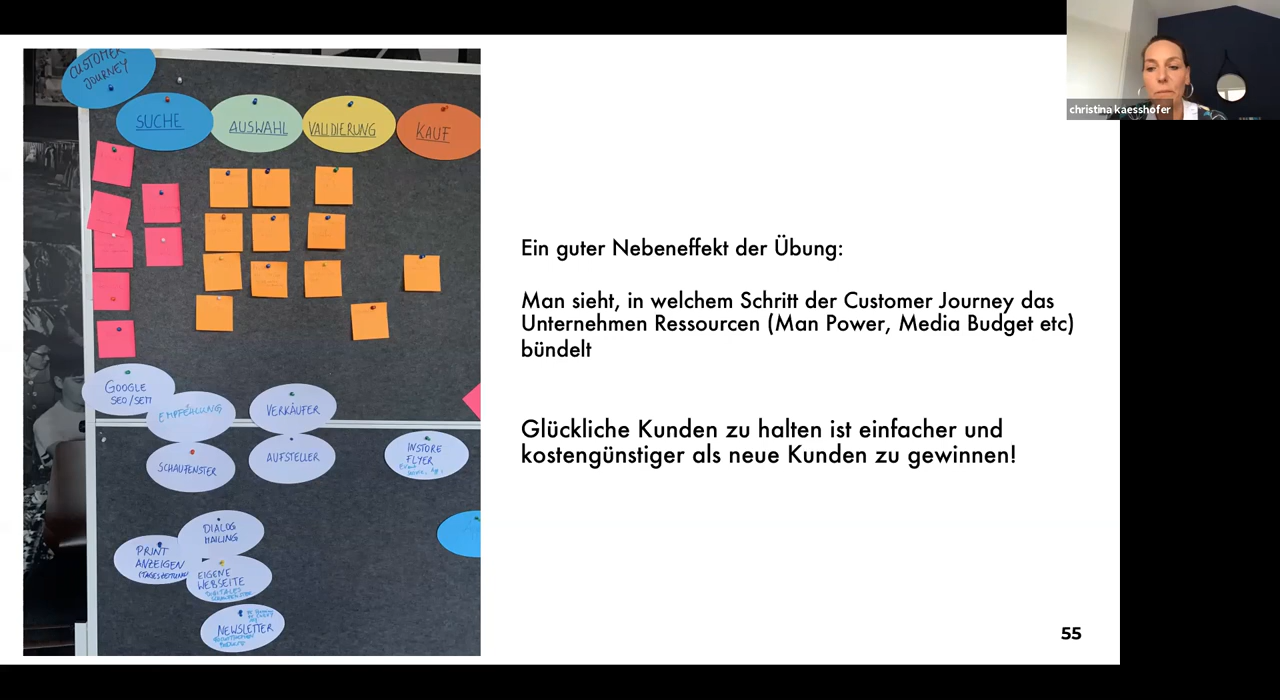 CUSTOMER
JOURNEY
SUCHE
AUSWAHL
VALIDIERUNG
KAUF
GOOGLE
SEO/SEM
EMPFEHLUNG
VERKÄUFER
SCHAUFENSTER
AUFSTELLER
INSTORE
FLYER
DIALOG
MAILING
PRINT
ANZEIGEN
(TAGESZEITUNG)
EIGENE
WEBSEITE
DIGITALES
SCHAUFENSTER
NEWSLETTER
Ein guter Nebeneffekt der Übung:
Man sieht, in welchem Schritt der Customer Journey das
Unternehmen Ressourcen (Man Power, Media Budget etc)
bündelt
Glückliche Kunden zu halten ist einfacher und
kostengünstiger als neue Kunden zu gewinnen!
55
christina kaesshofer